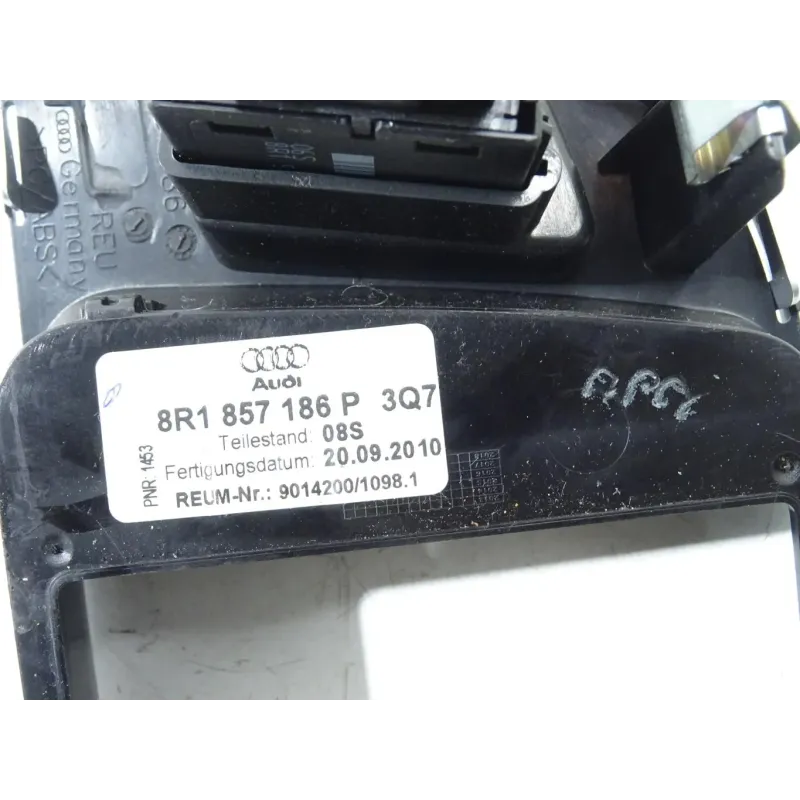 Germany
REU
Audi
8R1 857 186 P 3Q7
Teilestand: 08S
Fertigungsdatum: 20.09.2010
REUM-Nr.: 9014200/1098.1
PNR: 1453